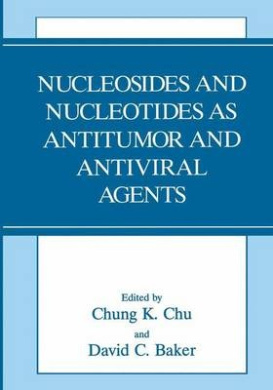 NUCLEOSIDES AND
NUCLEOTIDES AS
ANTITUMOR AND
ANTIVIRAL
AGENTS
Edited by
Chung K. Chu
and
David C. Baker